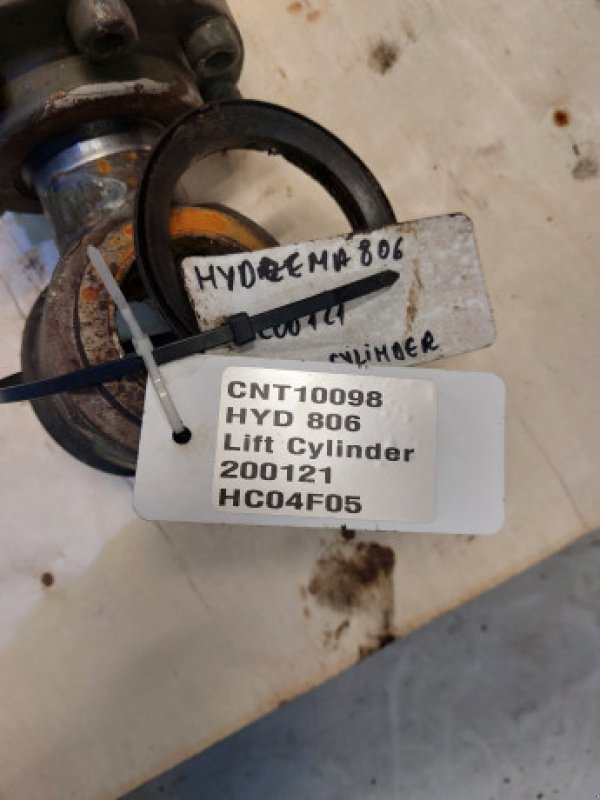 HYDREMA 806
200121
CYLINDER
CNT10098
HYD 806
Lift Cylinder
200121
HC04F05